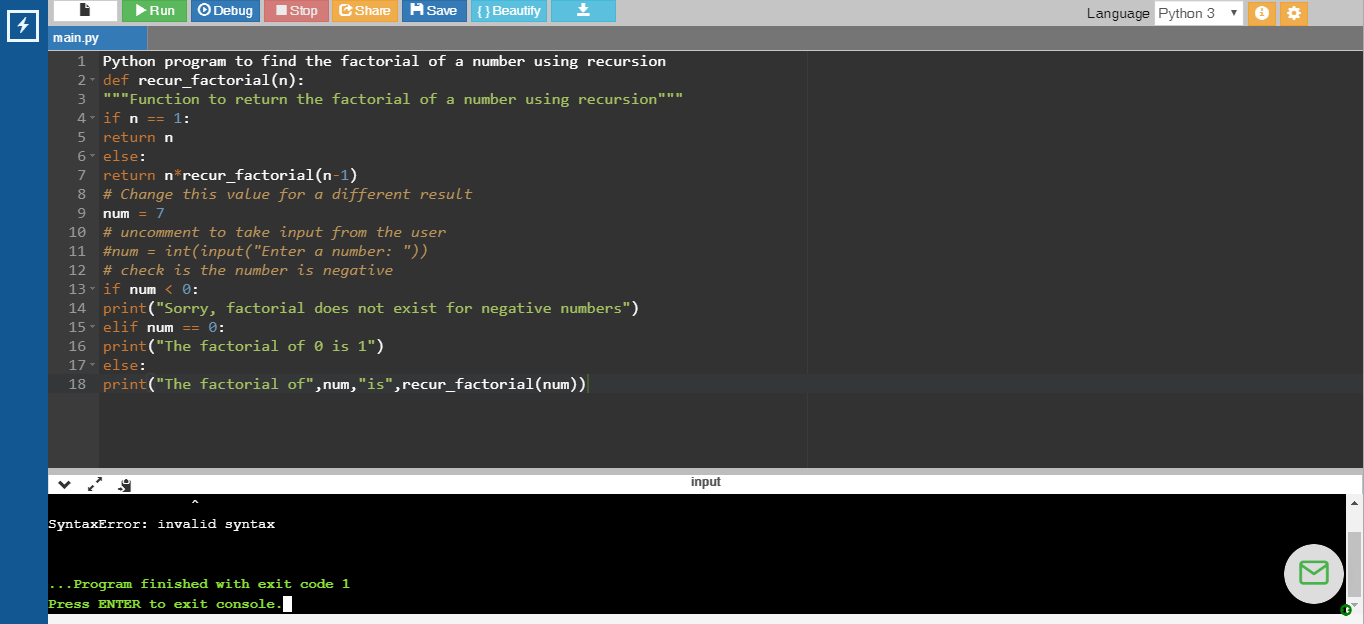 Run Debug Stop Share Save { } Beautify Language Python 3
main.py
1 Python program to find the factorial of a number using recursion
2 def recur_factorial(n):
3 """Function to return the factorial of a number using recursion"""
4 if n == 1:
5 return n
6 else:
7 return n*recur_factorial(n-1)
8 # Change this value for a different result
9 num = 7
10 # uncomment to take input from the user
11 #num = int(input("Enter a number: "))
12 # check is the number is negative
13 if num < 0:
14 print("Sorry, factorial does not exist for negative numbers")
15 elif num == 0:
16 print("The factorial of 0 is 1")
17 else:
18 print("The factorial of",num,"is",recur_factorial(num))
input
^
SyntaxError: invalid syntax
...Program finished with exit code 1
Press ENTER to exit console.